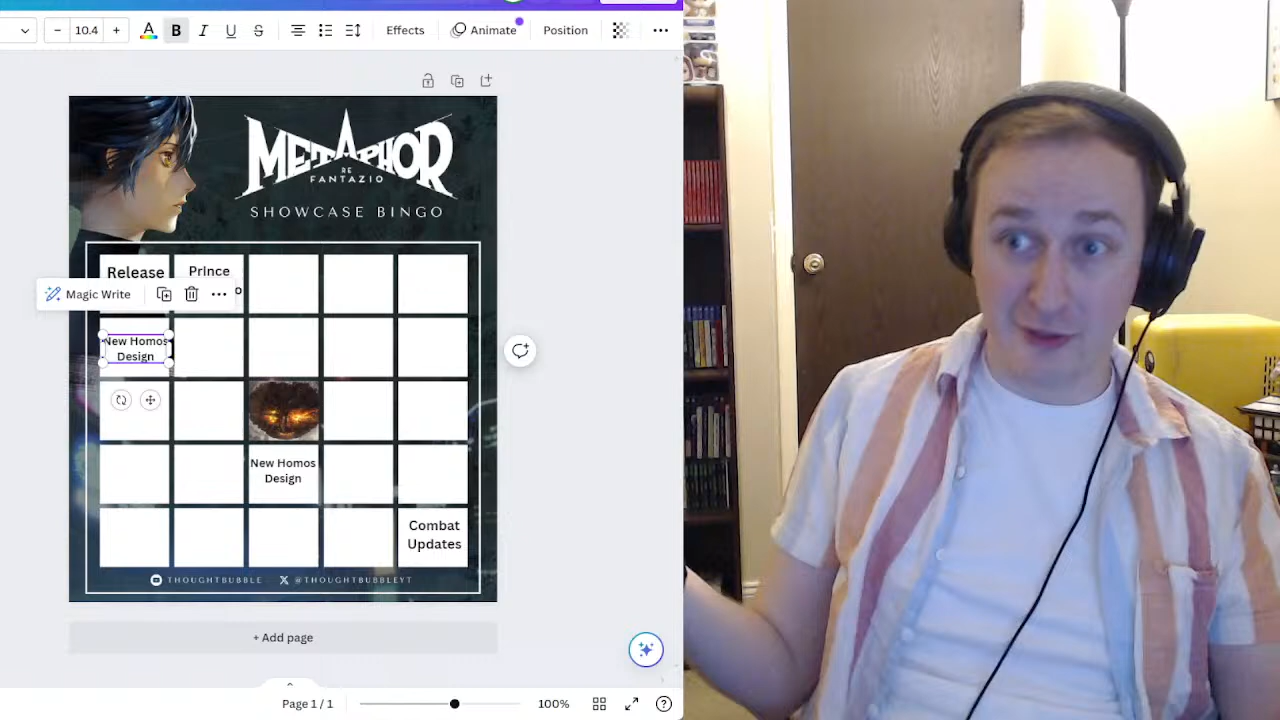 10.4
B
I
U
S
Effects
Animate
Position
METAPHOR
RE
FANTAZIO
SHOWCASE BINGO
Release
Prince
Magic Write
New Homos
Design
New Homos
Design
Combat
Updates
THOUGHTBUBBLE
@THOUGHTBUBBLEYT
+ Add page
Page 1 / 1
100%